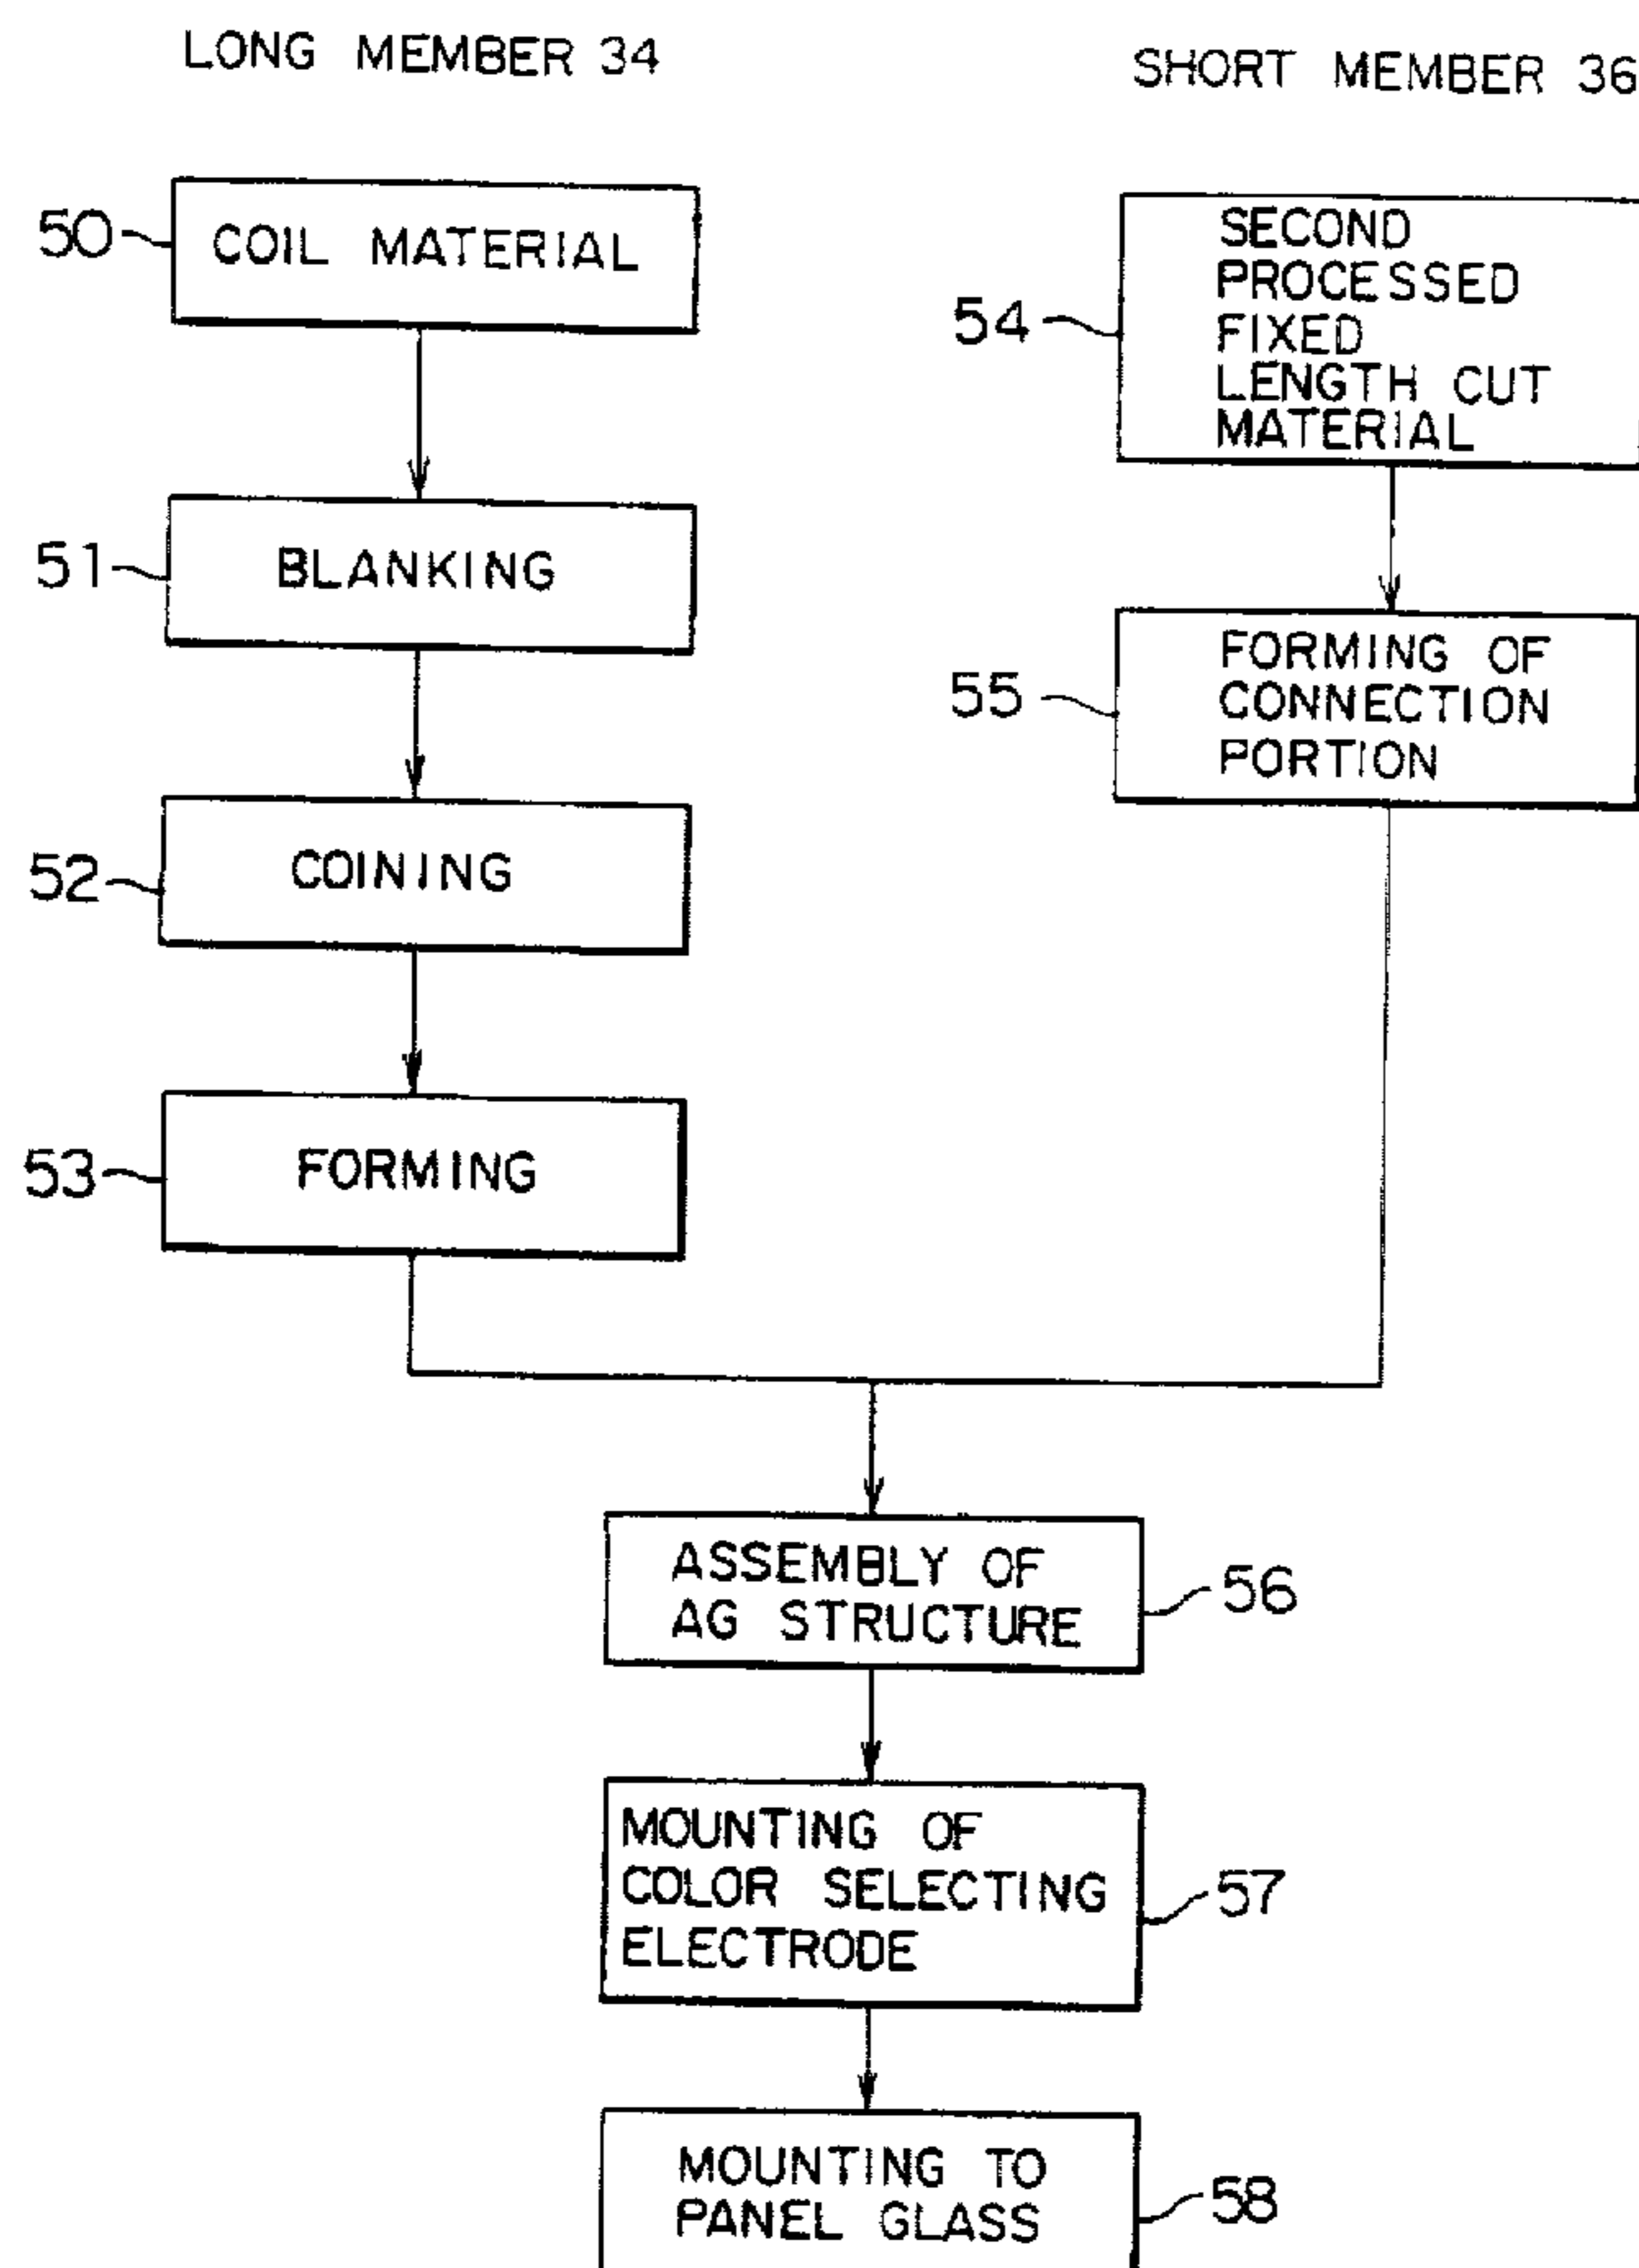 LONG MEMBER 34
SHORT MEMBER 36
50
COIL MATERIAL
51
BLANKING
52
COINING
53
FORMING
54
SECOND
PROCESSED
FIXED
LENGTH CUT
MATERIAL
55
FORMING OF
CONNECTION
PORTION
ASSEMBLY OF
AG STRUCTURE
56
MOUNTING OF
COLOR SELECTING
ELECTRODE
57
MOUNTING TO
PANEL GLASS
58